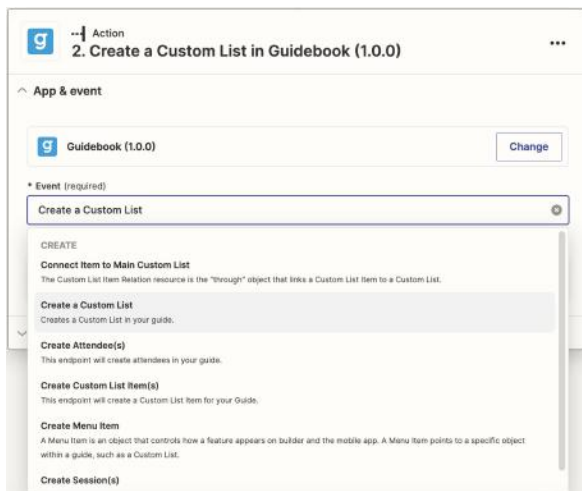 g
Action
2. Create a Custom List in Guidebook (1.0.0)
App & event
g
Guidebook (1.0.0)
Change
* Event (required)
Create a Custom List
CREATE
Connect Item to Main Custom List
The Custom List Item Relation resource is the "through" object that links a Custom List Item to a Custom List.
Create a Custom List
Creates a Custom List in your guide.
Create Attendee(s)
This endpoint will create attendees in your guide.
Create Custom List Item(s)
This endpoint will create a Custom List Item for your Guide.
Create Menu Item
A Menu Item is an object that controls how a feature appears on builder and the mobile app. A Menu Item points to a specific object
within a guide, such as a Custom List.
Create Session(s)